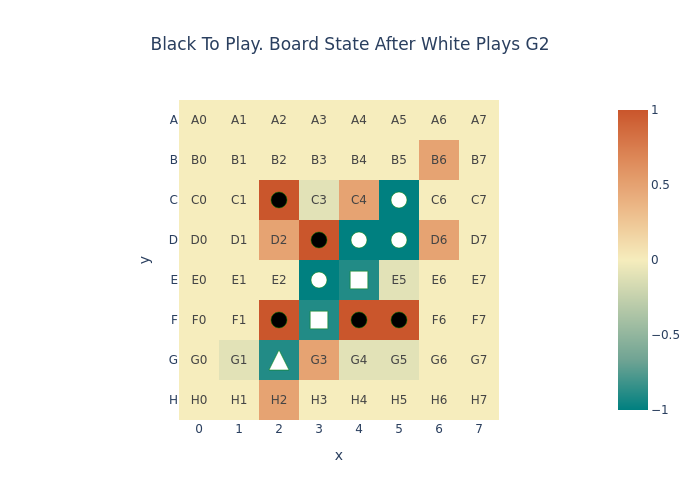 Black To Play. Board State After White Plays G2
A A0 A1 A2 A3 A4 A5 A6 A7
B B0 B1 B2 B3 B4 B5 B6 B7
C C0 C1 C3 C4 C6 C7
D D0 D1 D2 D6 D7
E E0 E1 E2 E5 E6 E7
F F0 F1 F6 F7
G G0 G1 G3 G4 G5 G6 G7
H H0 H1 H2 H3 H4 H5 H6 H7
0 1 2 3 4 5 6 7
x
y
1
0.5
0
−0.5
−1